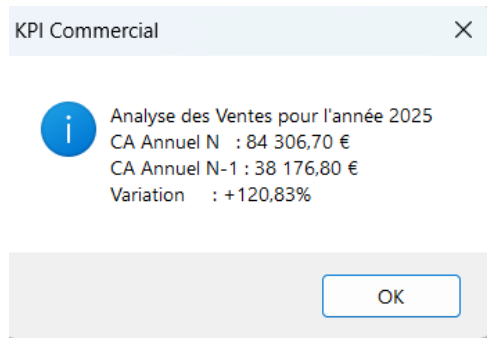 KPI Commercial
Analyse des Ventes pour l'année 2025
CA Annuel N : 84 306,70 €
CA Annuel N-1 : 38 176,80 €
Variation : +120,83%
OK